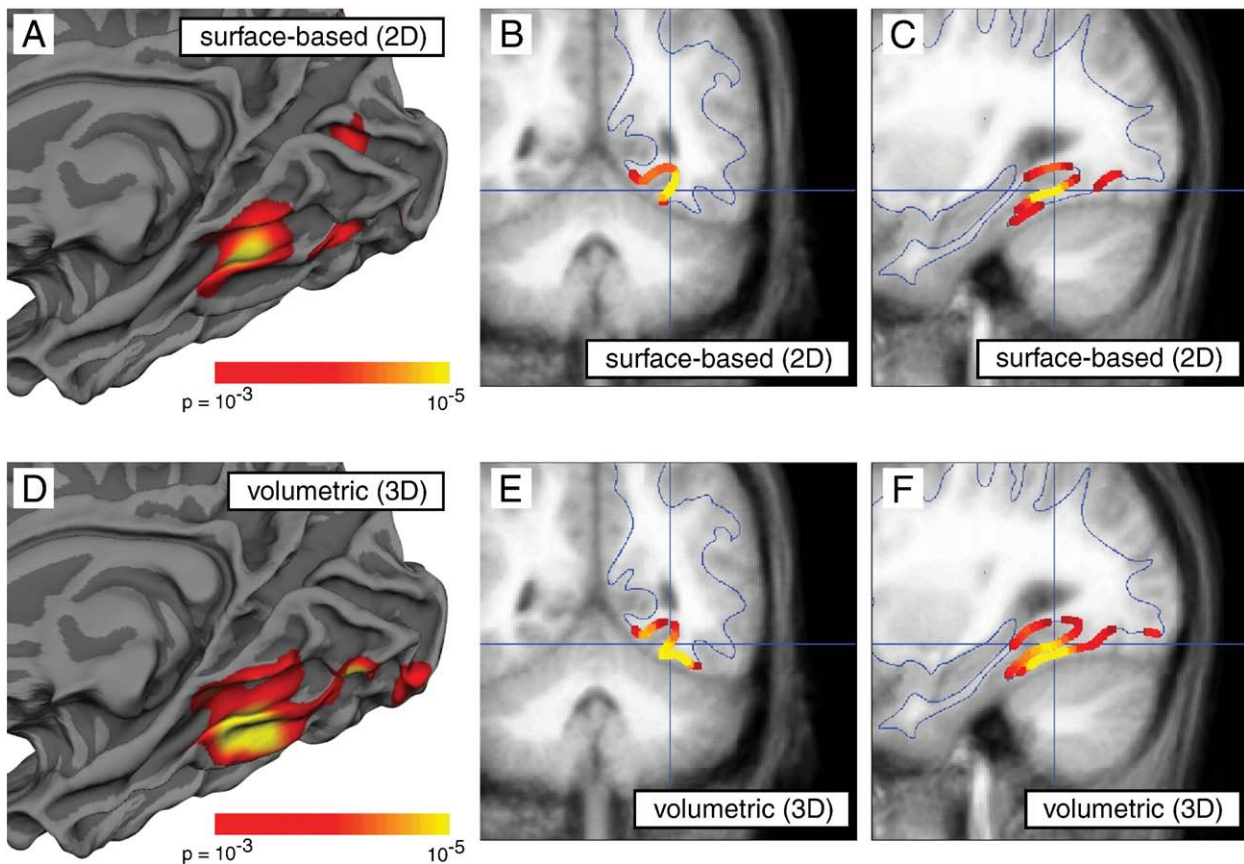 A
surface-based (2D)
B
surface-based (2D)
C
surface-based (2D)
p = 10⁻³
10⁻⁵
D
volumetric (3D)
E
volumetric (3D)
F
volumetric (3D)
p = 10⁻³
10⁻⁵